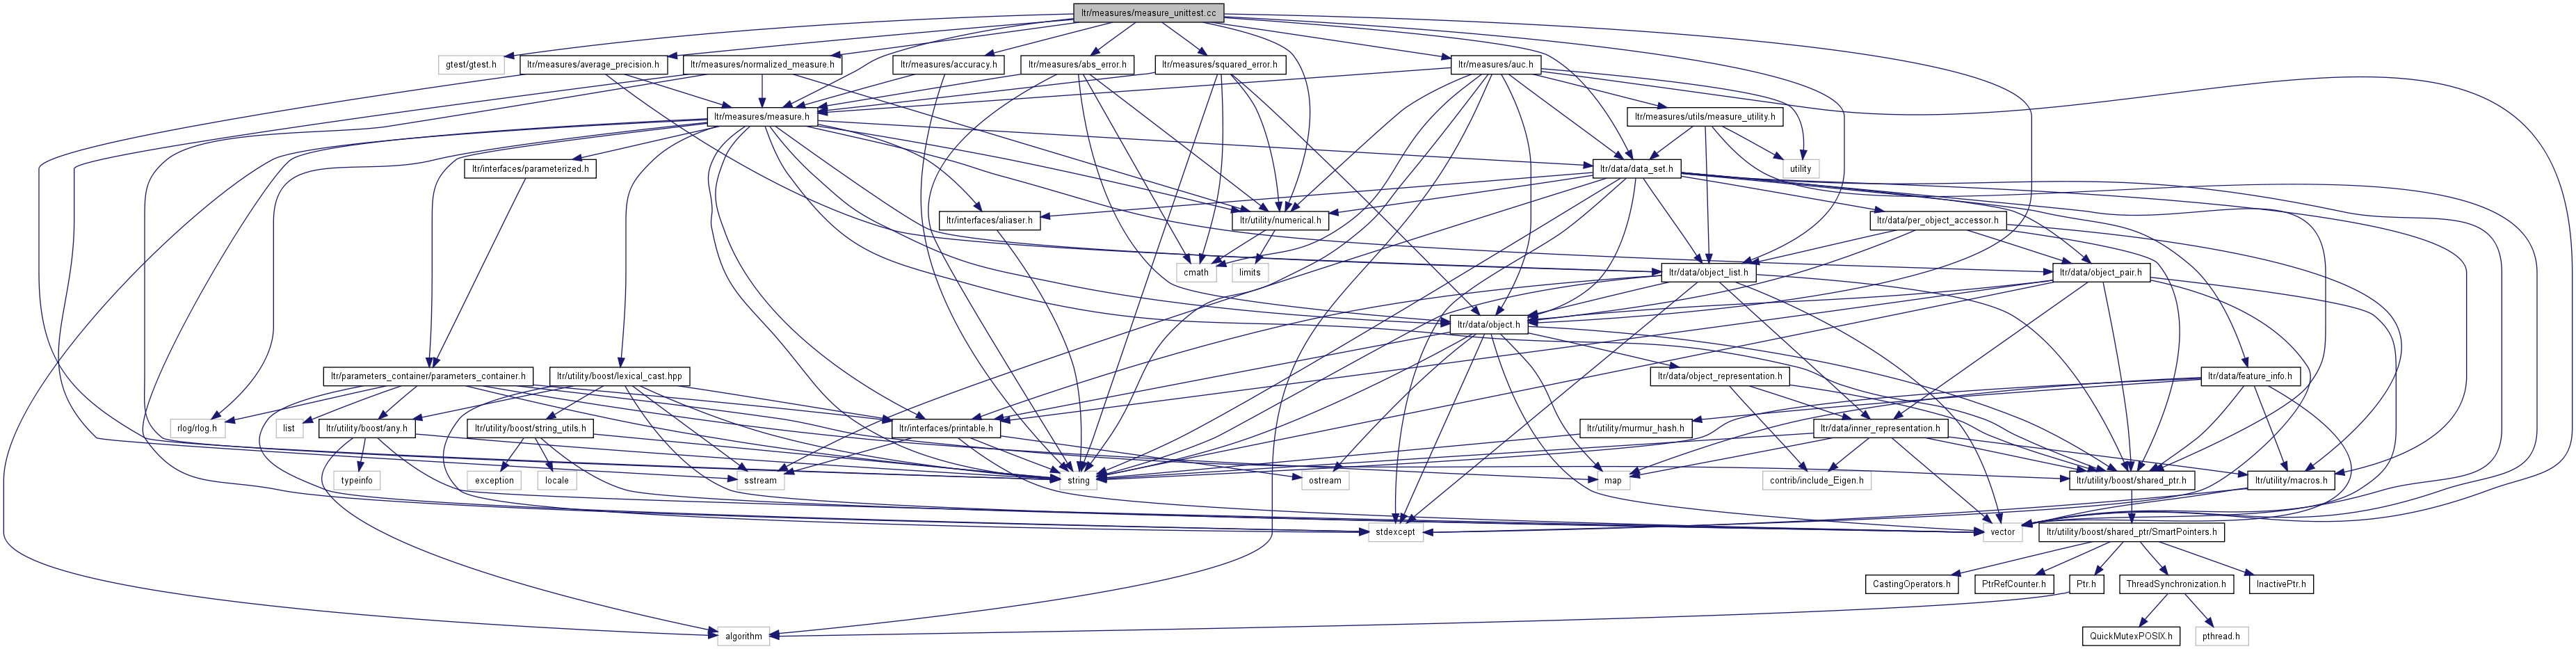 ltr/measures/measure_unittest.cc
gtest/gtest.h
ltr/measures/average_precision.h
ltr/measures/normalized_measure.h
ltr/measures/accuracy.h
ltr/measures/abs_error.h
ltr/measures/squared_error.h
ltr/measures/auc.h
ltr/measures/measure.h
ltr/measures/utils/measure_utility.h
ltr/interfaces/parameterized.h
ltr/data/data_set.h
utility
ltr/interfaces/aliaser.h
ltr/utility/numerical.h
ltr/data/per_object_accessor.h
cmath
limits
ltr/data/object_list.h
ltr/data/object_pair.h
ltr/data/object.h
ltr/parameters_container/parameters_container.h
ltr/utility/boost/lexical_cast.hpp
ltr/data/object_representation.h
ltr/data/feature_info.h
rlog/rlog.h
list
ltr/utility/boost/any.h
ltr/utility/boost/string_utils.h
ltr/interfaces/printable.h
ltr/utility/murmur_hash.h
ltr/data/inner_representation.h
typeinfo
exception
locale
sstream
string
ostream
map
contrib/include_Eigen.h
ltr/utility/boost/shared_ptr.h
ltr/utility/macros.h
stdexcept
vector
ltr/utility/boost/shared_ptr/SmartPointers.h
CastingOperators.h
PtrRefCounter.h
Ptr.h
ThreadSynchronization.h
InactivePtr.h
algorithm
QuickMutexPOSIX.h
pthread.h